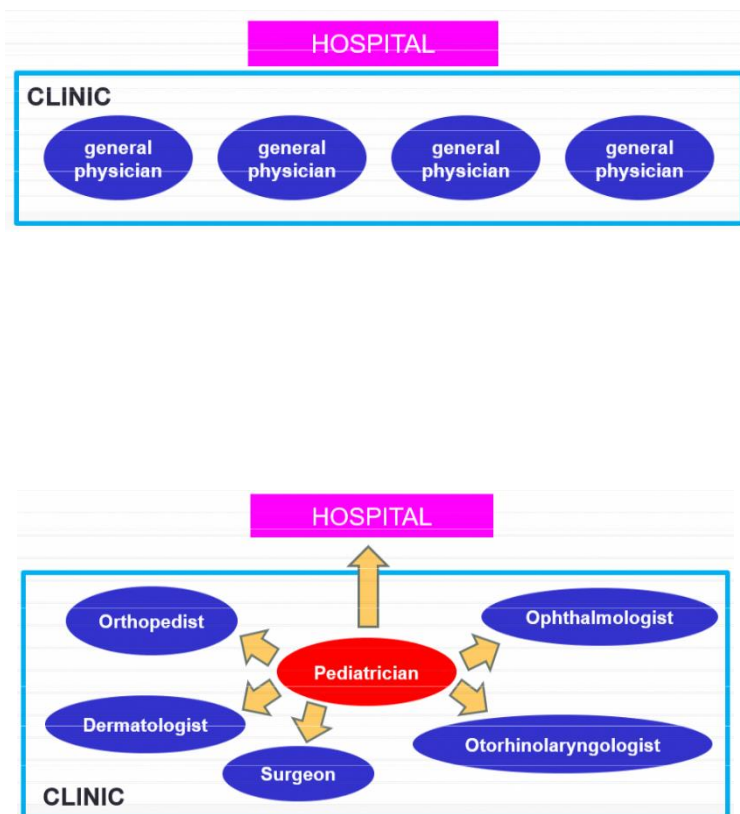 HOSPITAL
CLINIC
general
physician
general
physician
general
physician
general
physician
HOSPITAL
Orthopedist
Ophthalmologist
Pediatrician
Dermatologist
Otorhinolaryngologist
Surgeon
CLINIC